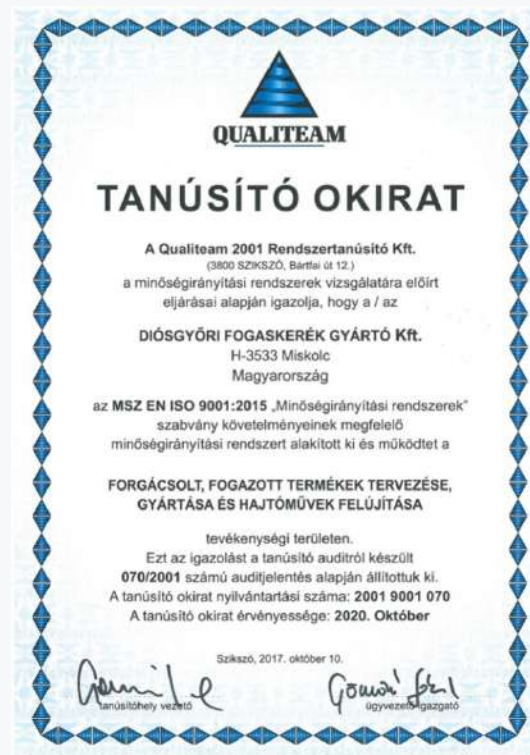 QUALITEAM
TANÚSÍTÓ OKIRAT
A Qualiteam 2001 Rendszertanúsító Kft.
(3800 SZIKSZÓ, Bártfai út 12.)
a minőségirányítási rendszerek vizsgálatára előírt
eljárásai alapján igazolja, hogy a / az
DIÓSGYŐRI FOGASKERÉK GYÁRTÓ Kft.
H-3533 Miskolc
Magyarország
az MSZ EN ISO 9001:2015 „Minőségirányítási rendszerek"
szabvány követelményeinek megfelelő
minőségirányítási rendszert alakított ki és működtet a
FORGÁCSOLT, FOGAZOTT TERMÉKEK TERVEZÉSE,
GYÁRTÁSA ÉS HAJTÓMŰVEK FELÚJÍTÁSA
tevékenységi területen.
Ezt az igazolást a tanúsító auditról készült
070/2001 számú auditjelentés alapján állítottuk ki.
A tanúsító okirat nyilvántartási száma: 2001 9001 070
A tanúsító okirat érvényessége: 2020. Október
Szikszó, 2017. október 10.
tanúsítóhely vezető
ügyvezető igazgató